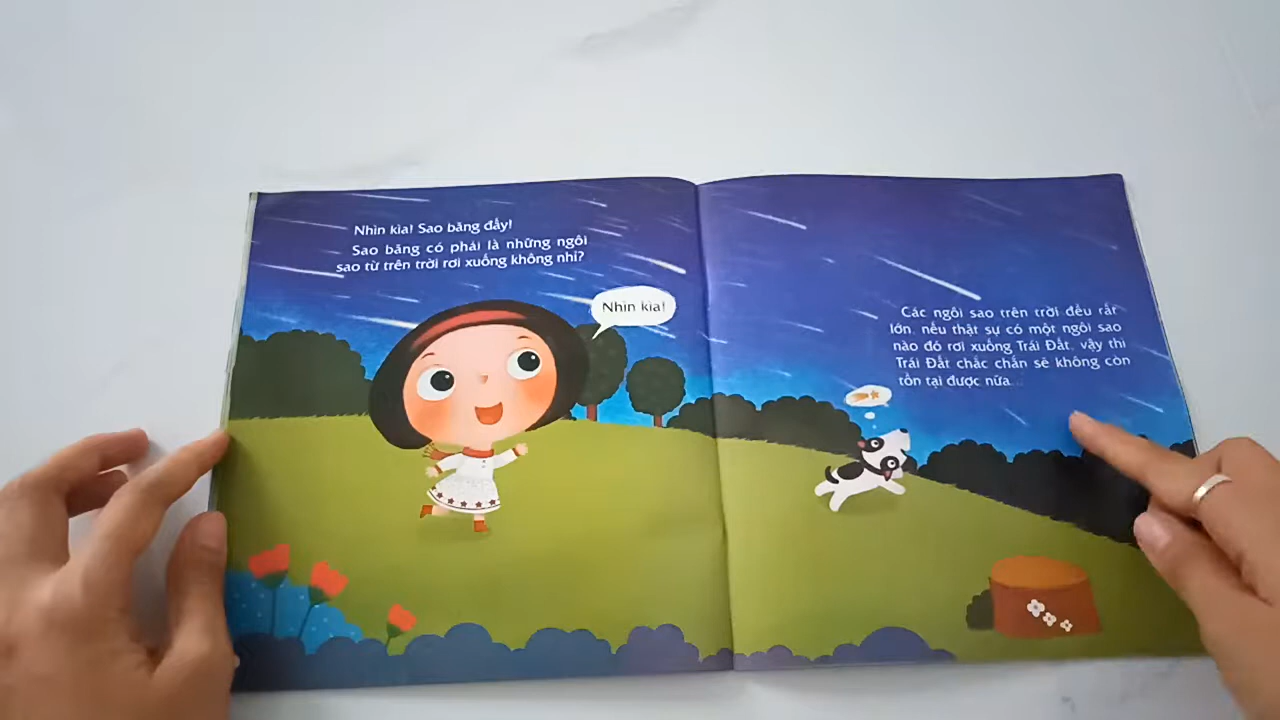 Nhìn kìa! Sao băng đấy!
Sao băng có phải là những ngôi
sao từ trên trời rơi xuống không nhỉ?
Nhìn kìa!
Các ngôi sao trên trời đều rất
lớn, nếu thật sự có một ngôi sao
nào đó rơi xuống Trái Đất, vậy thì
Trái Đất chắc chắn sẽ không còn
tồn tại được nữa...